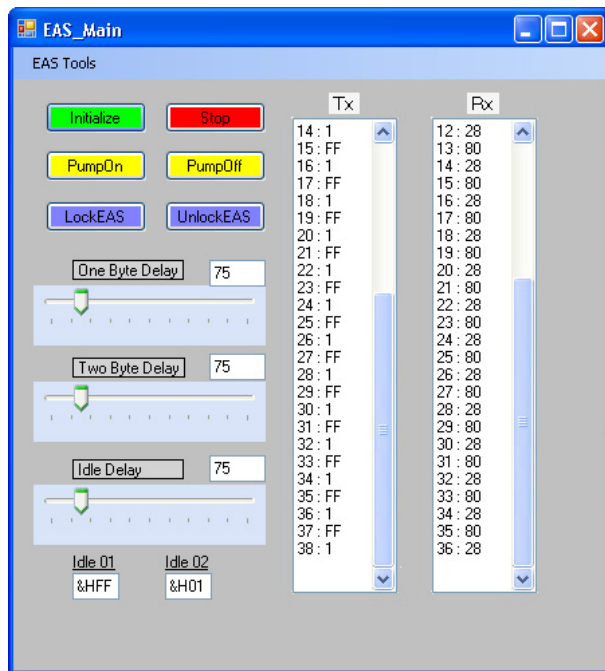 EAS_Main
EAS Tools
Initialize
Stop
PumpOn
PumpOff
LockEAS
UnlockEAS
One Byte Delay
75
Two Byte Delay
75
Idle Delay
75
Idle 01
Idle 02
&HFF
&H01
Tx
14 : 1
15 : FF
16 : 1
17 : FF
18 : 1
19 : FF
20 : 1
21 : FF
22 : 1
23 : FF
24 : 1
25 : FF
26 : 1
27 : FF
28 : 1
29 : FF
30 : 1
31 : FF
32 : 1
33 : FF
34 : 1
35 : FF
36 : 1
37 : FF
38 : 1
Rx
12 : 28
13 : 80
14 : 28
15 : 80
16 : 28
17 : 80
18 : 28
19 : 80
20 : 28
21 : 80
22 : 28
23 : 80
24 : 28
25 : 80
26 : 28
27 : 80
28 : 28
29 : 80
30 : 28
31 : 80
32 : 28
33 : 80
34 : 28
35 : 80
36 : 28